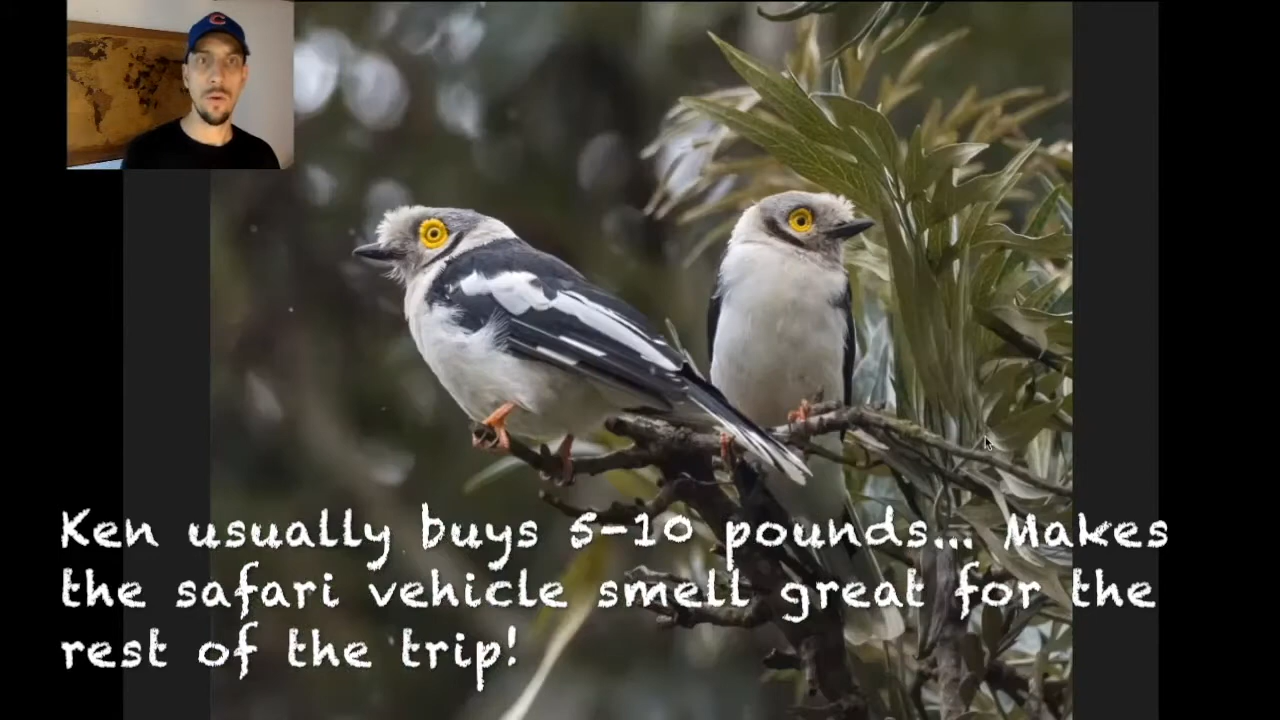 Ken usually buys 5-10 pounds... Makes
the safari vehicle smell great for the
rest of the trip!